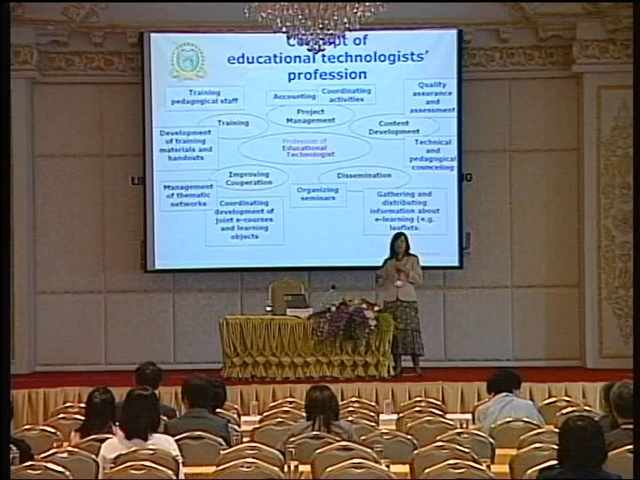 Concept of
educational technologists'
profession
Training
pedagogical staff
Accounting
Coordinating
activities
Quality
assurance
and
assessment
Training
Project
Management
Content
Development
Development
of training
materials and
handouts
Profession of
Educational
Technologist
Technical
and
pedagogical
counceling
Improving
Cooperation
Dissemination
Management
of thematic
networks
Coordinating
development of
joint e-courses
and learning
objects
Organizing
seminars
Gathering and
distributing
information about
e-learning (e.g.
leaflets